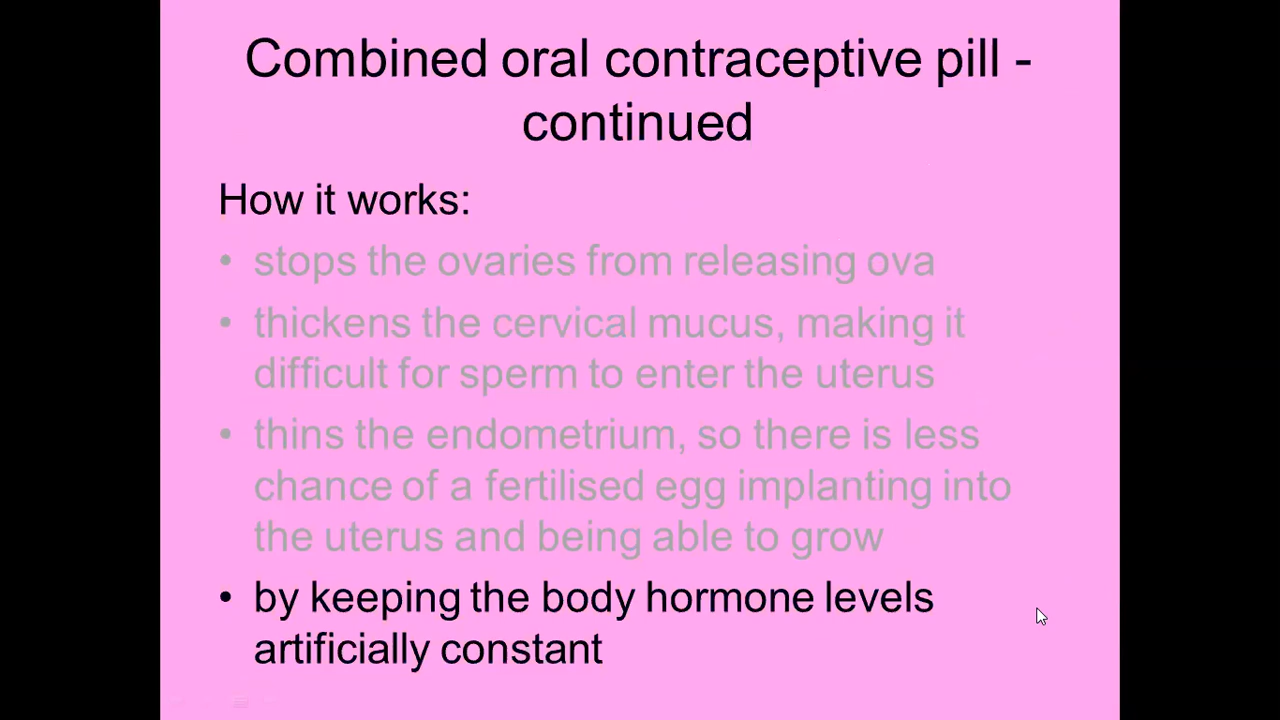 Combined oral contraceptive pill -
continued
How it works:
• stops the ovaries from releasing ova
• thickens the cervical mucus, making it
difficult for sperm to enter the uterus
• thins the endometrium, so there is less
chance of a fertilised egg implanting into
the uterus and being able to grow
• by keeping the body hormone levels
artificially constant